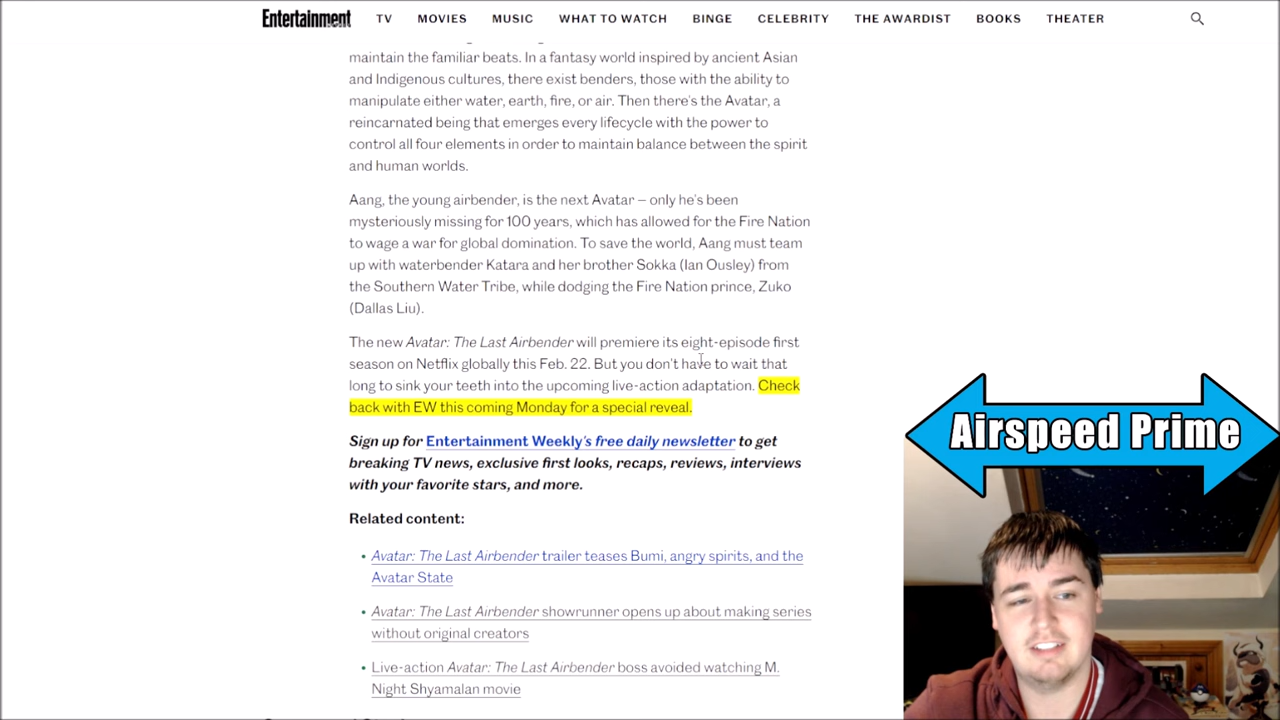 Entertainment TV MOVIES MUSIC WHAT TO WATCH BINGE CELEBRITY THE AWARDIST BOOKS THEATER
maintain the familiar beats. In a fantasy world inspired by ancient Asian
and Indigenous cultures, there exist benders, those with the ability to
manipulate either water, earth, fire, or air. Then there's the Avatar, a
reincarnated being that emerges every lifecycle with the power to
control all four elements in order to maintain balance between the spirit
and human worlds.
Aang, the young airbender, is the next Avatar — only he's been
mysteriously missing for 100 years, which has allowed for the Fire Nation
to wage a war for global domination. To save the world, Aang must team
up with waterbender Katara and her brother Sokka (Ian Ousley) from
the Southern Water Tribe, while dodging the Fire Nation prince, Zuko
(Dallas Liu).
The new Avatar: The Last Airbender will premiere its eight-episode first
season on Netflix globally this Feb. 22. But you don't have to wait that
long to sink your teeth into the upcoming live-action adaptation. Check
back with EW this coming Monday for a special reveal.
Sign up for Entertainment Weekly's free daily newsletter to get
breaking TV news, exclusive first looks, recaps, reviews, interviews
with your favorite stars, and more.
Related content:
• Avatar: The Last Airbender trailer teases Bumi, angry spirits, and the
Avatar State
• Avatar: The Last Airbender showrunner opens up about making series
without original creators
• Live-action Avatar: The Last Airbender boss avoided watching M.
Night Shyamalan movie
Airspeed Prime